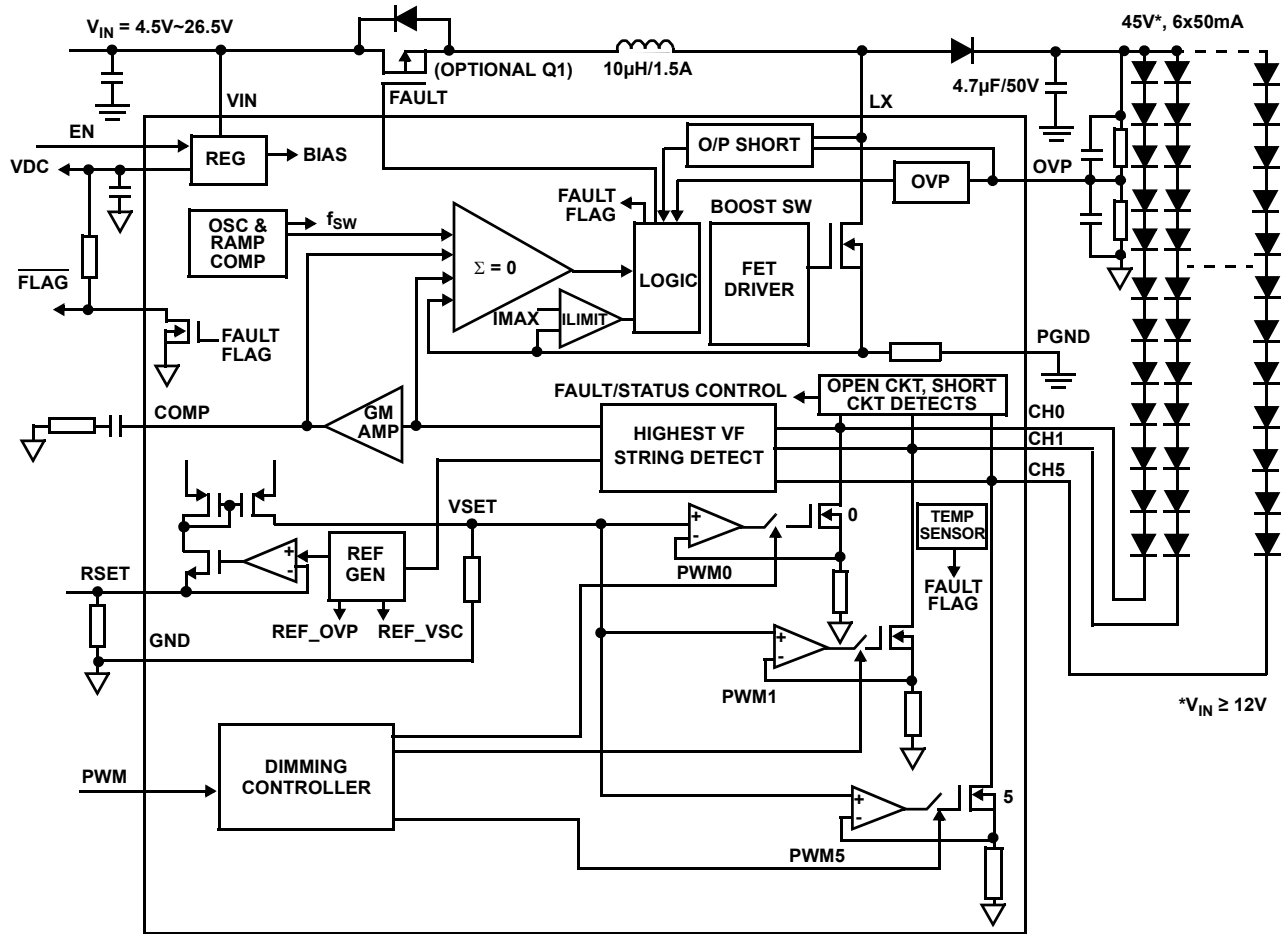 V_IN = 4.5V~26.5V
45V*, 6x50mA
(OPTIONAL Q1)
10µH/1.5A
4.7µF/50V
FAULT
VIN
LX
EN
REG
BIAS
VDC
O/P SHORT
OVP
OVP
OSC &
RAMP
COMP
f_SW
FAULT
FLAG
BOOST SW
Σ = 0
LOGIC
FET
DRIVER
FLAG
IMAX
ILIMIT
FAULT
FLAG
PGND
COMP
GM
AMP
FAULT/STATUS CONTROL
OPEN CKT, SHORT
CKT DETECTS
HIGHEST VF
STRING DETECT
CH0
CH1
CH5
VSET
+
-
0
TEMP
SENSOR
REF
GEN
+
-
RSET
PWM0
FAULT
FLAG
REF_OVP
REF_VSC
GND
+
-
PWM1
*V_IN ≥ 12V
DIMMING
CONTROLLER
PWM
+
-
5
PWM5